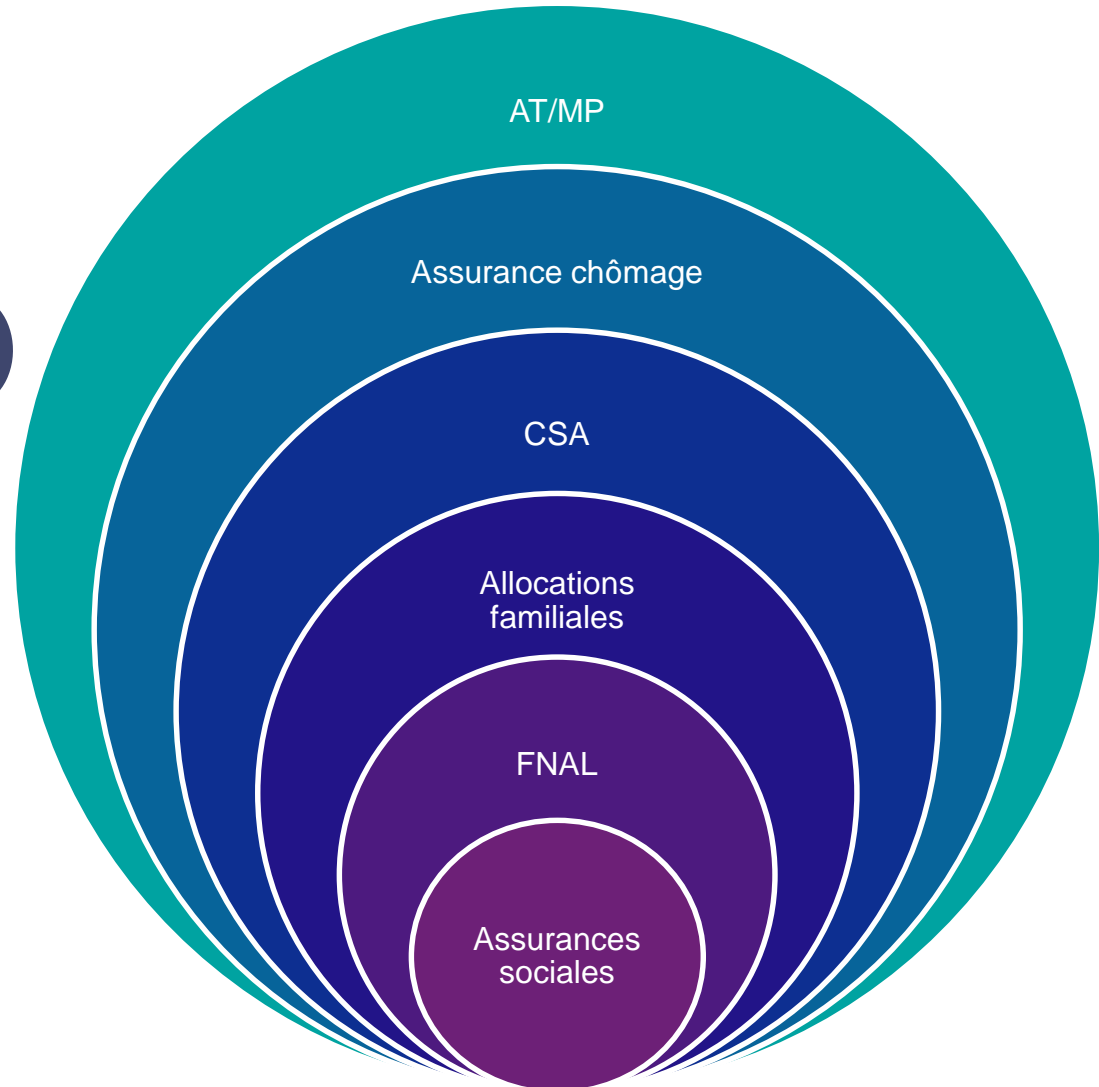 AT/MP
Assurance chômage
CSA
Allocations
familiales
FNAL
Assurances
sociales